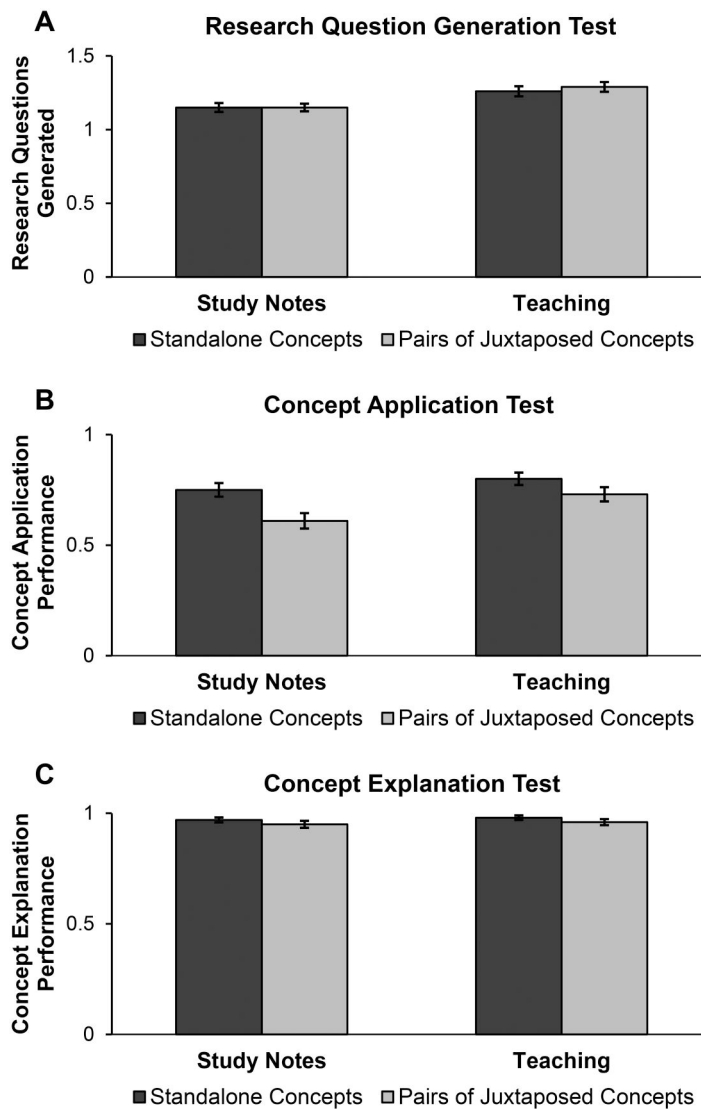 A
Research Question Generation Test
Research Questions
Generated
1.5
1
0.5
0
Study Notes
Teaching
Standalone Concepts
Pairs of Juxtaposed Concepts
B
Concept Application Test
Concept Application
Performance
1
0.5
0
Study Notes
Teaching
Standalone Concepts
Pairs of Juxtaposed Concepts
C
Concept Explanation Test
Concept Explanation
Performance
1
0.5
0
Study Notes
Teaching
Standalone Concepts
Pairs of Juxtaposed Concepts